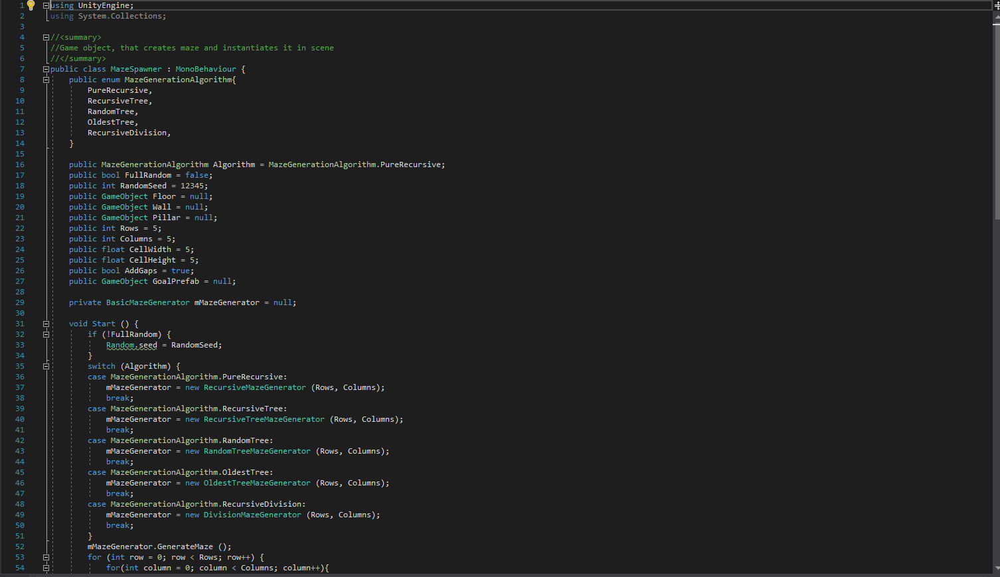 1 using UnityEngine;
2 using System.Collections;
3
4 //<summary>
5 //Game object, that creates maze and instantiates it in scene
6 //</summary>
7 public class MazeSpawner : MonoBehaviour {
8     public enum MazeGenerationAlgorithm{
9         PureRecursive,
10         RecursiveTree,
11         RandomTree,
12         OldestTree,
13         RecursiveDivision,
14     }
15
16     public MazeGenerationAlgorithm Algorithm = MazeGenerationAlgorithm.PureRecursive;
17     public bool FullRandom = false;
18     public int RandomSeed = 12345;
19     public GameObject Floor = null;
20     public GameObject Wall = null;
21     public GameObject Pillar = null;
22     public int Rows = 5;
23     public int Columns = 5;
24     public float CellWidth = 5;
25     public float CellHeight = 5;
26     public bool AddGaps = true;
27     public GameObject GoalPrefab = null;
28
29     private BasicMazeGenerator mMazeGenerator = null;
30
31     void Start () {
32         if (!FullRandom) {
33             Random.seed = RandomSeed;
34         }
35         switch (Algorithm) {
36         case MazeGenerationAlgorithm.PureRecursive:
37             mMazeGenerator = new RecursiveMazeGenerator (Rows, Columns);
38             break;
39         case MazeGenerationAlgorithm.RecursiveTree:
40             mMazeGenerator = new RecursiveTreeMazeGenerator (Rows, Columns);
41             break;
42         case MazeGenerationAlgorithm.RandomTree:
43             mMazeGenerator = new RandomTreeMazeGenerator (Rows, Columns);
44             break;
45         case MazeGenerationAlgorithm.OldestTree:
46             mMazeGenerator = new OldestTreeMazeGenerator (Rows, Columns);
47             break;
48         case MazeGenerationAlgorithm.RecursiveDivision:
49             mMazeGenerator = new DivisionMazeGenerator (Rows, Columns);
50             break;
51         }
52         mMazeGenerator.GenerateMaze ();
53         for (int row = 0; row < Rows; row++) {
54             for(int column = 0; column < Columns; column++){